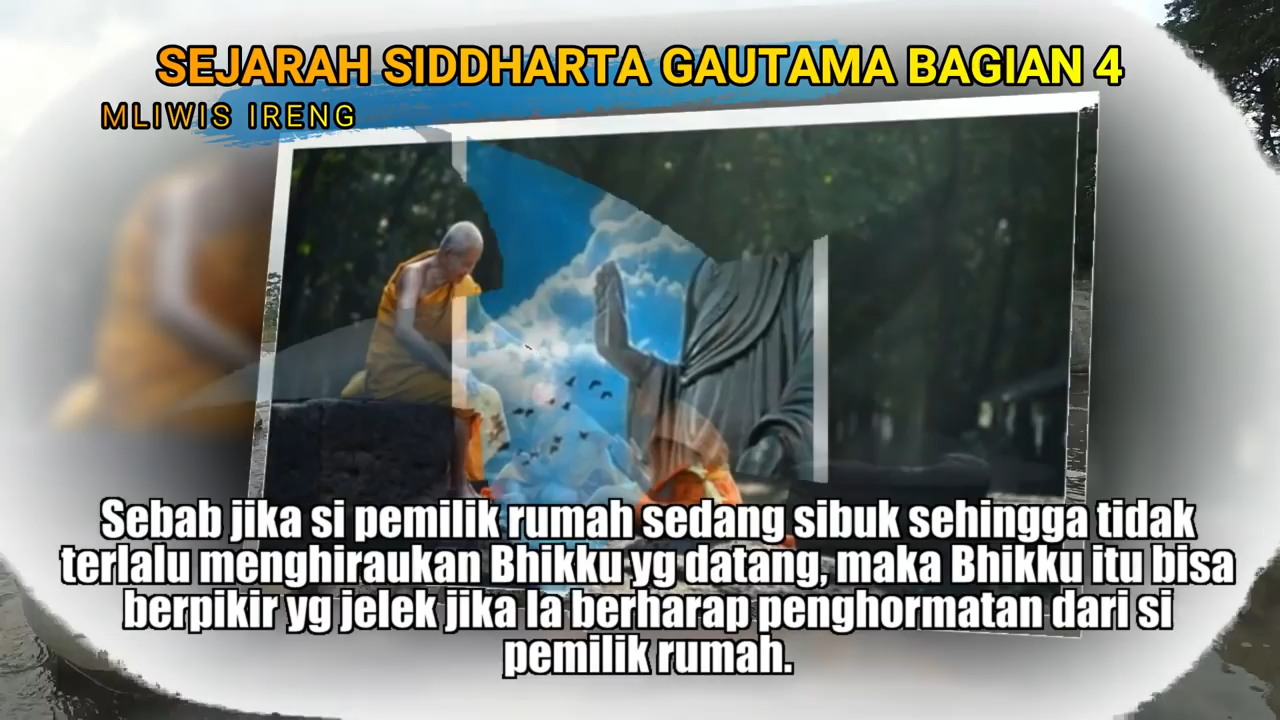 SEJARAH SIDDHARTA GAUTAMA BAGIAN 4
MLIWIS IRENG
Sebab jika si pemilik rumah sedang sibuk sehingga tidak
terlalu menghiraukan Bhikku yg datang, maka Bhikku itu bisa
berpikir yg jelek jika Ia berharap penghormatan dari si
pemilik rumah.